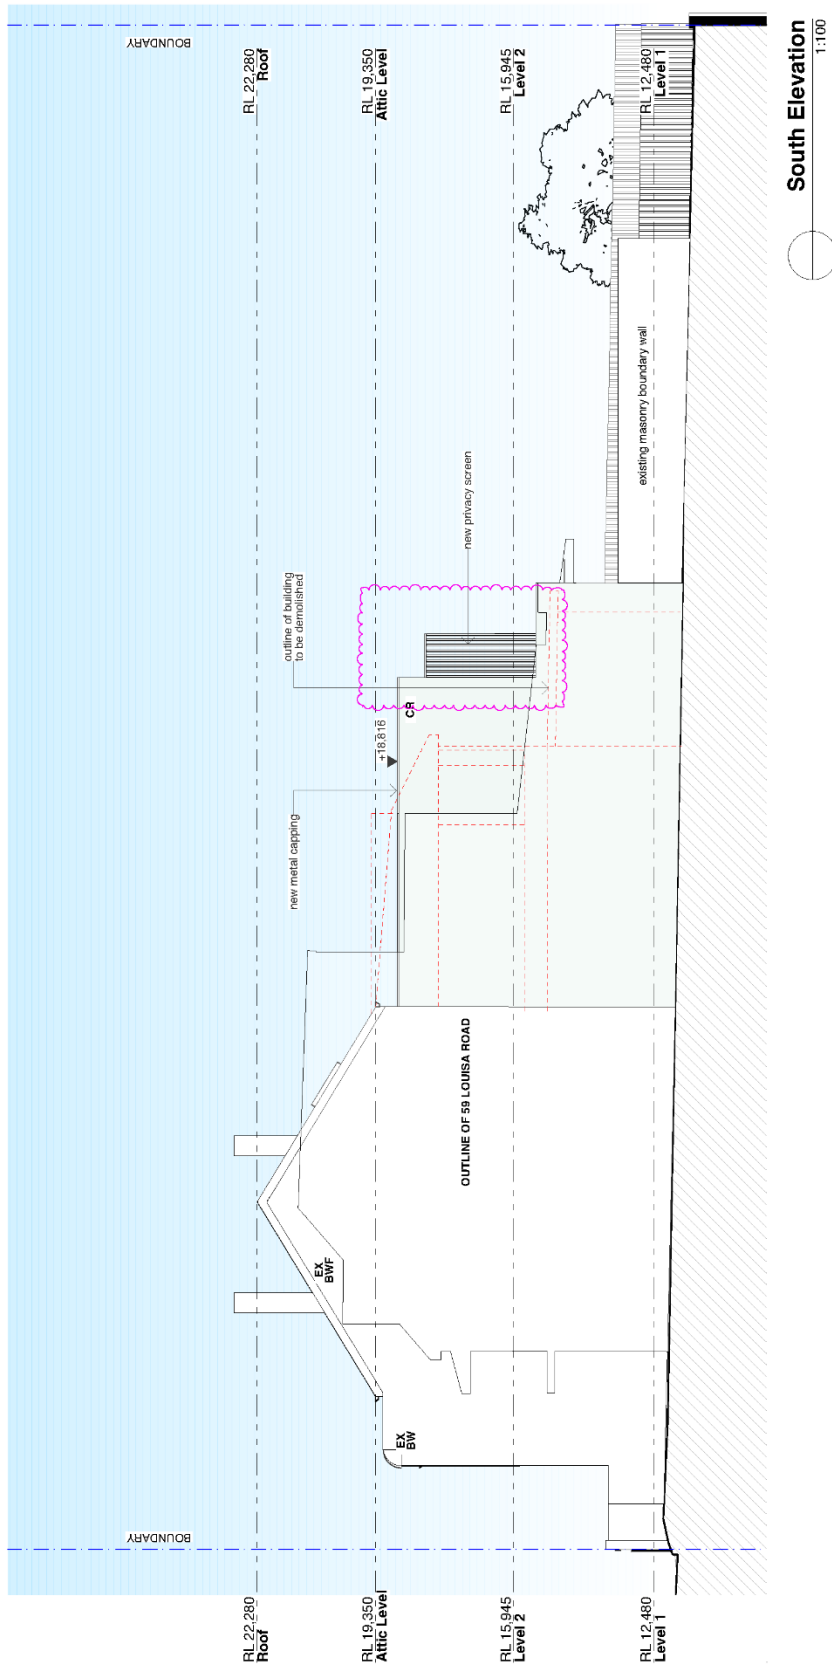 BOUNDARY
BOUNDARY
RL 22,280
Roof
RL 22,280
Roof
RL 19,350
Attic Level
RL 19,350
Attic Level
RL 15,945
Level 2
RL 15,945
Level 2
RL 12,480
Level 1
RL 12,480
Level 1
new metal capping
+18,816
outline of building
to be demolished
new privacy screen
CR
EX
BWF
EX
BW
OUTLINE OF 59 LOUISA ROAD
existing masonry boundary wall
South Elevation
1:100